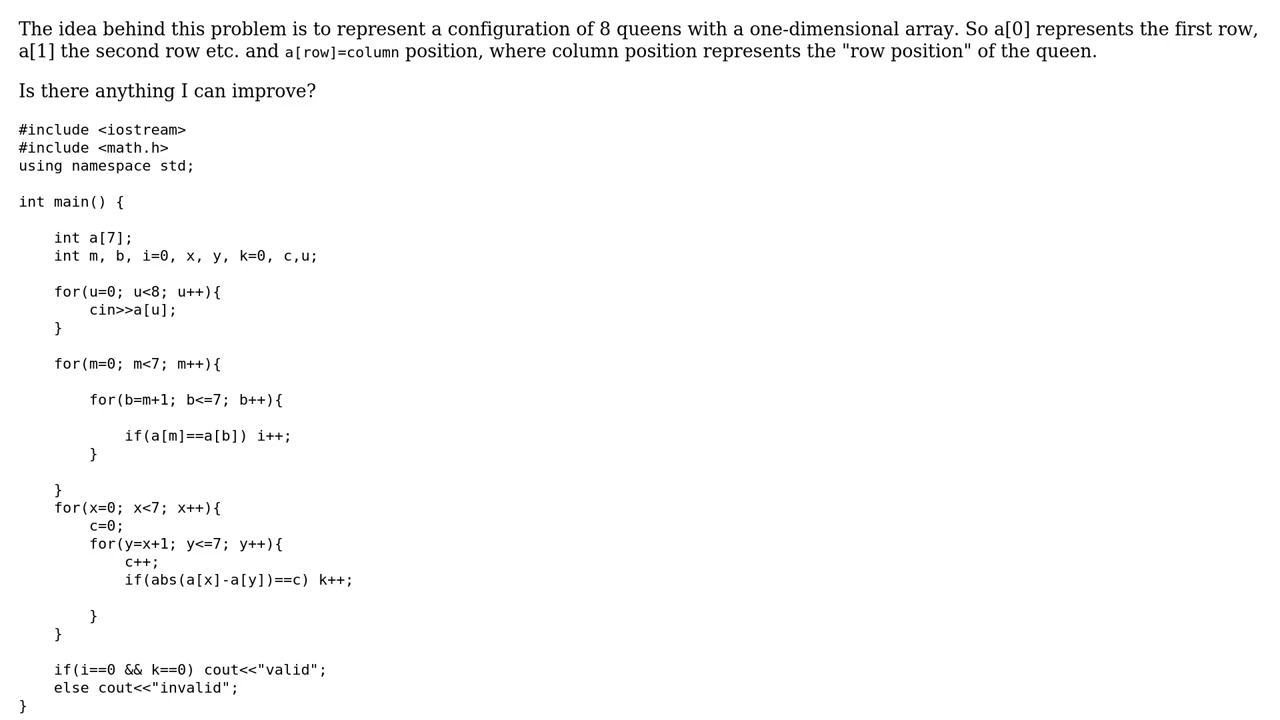 The idea behind this problem is to represent a configuration of 8 queens with a one-dimensional array. So a[0] represents the first row,
a[1] the second row etc. and a[row]=column position, where column position represents the "row position" of the queen.
Is there anything I can improve?
#include <iostream>
#include <math.h>
using namespace std;
int main() {
    int a[7];
    int m, b, i=0, x, y, k=0, c,u;
    for(u=0; u<8; u++){
        cin>>a[u];
    }
    for(m=0; m<7; m++){
        for(b=m+1; b<=7; b++){
            if(a[m]==a[b]) i++;
        }
    }
    for(x=0; x<7; x++){
        c=0;
        for(y=x+1; y<=7; y++){
            c++;
            if(abs(a[x]-a[y])==c) k++;
        }
    }
    if(i==0 && k==0) cout<<"valid";
    else cout<<"invalid";
}